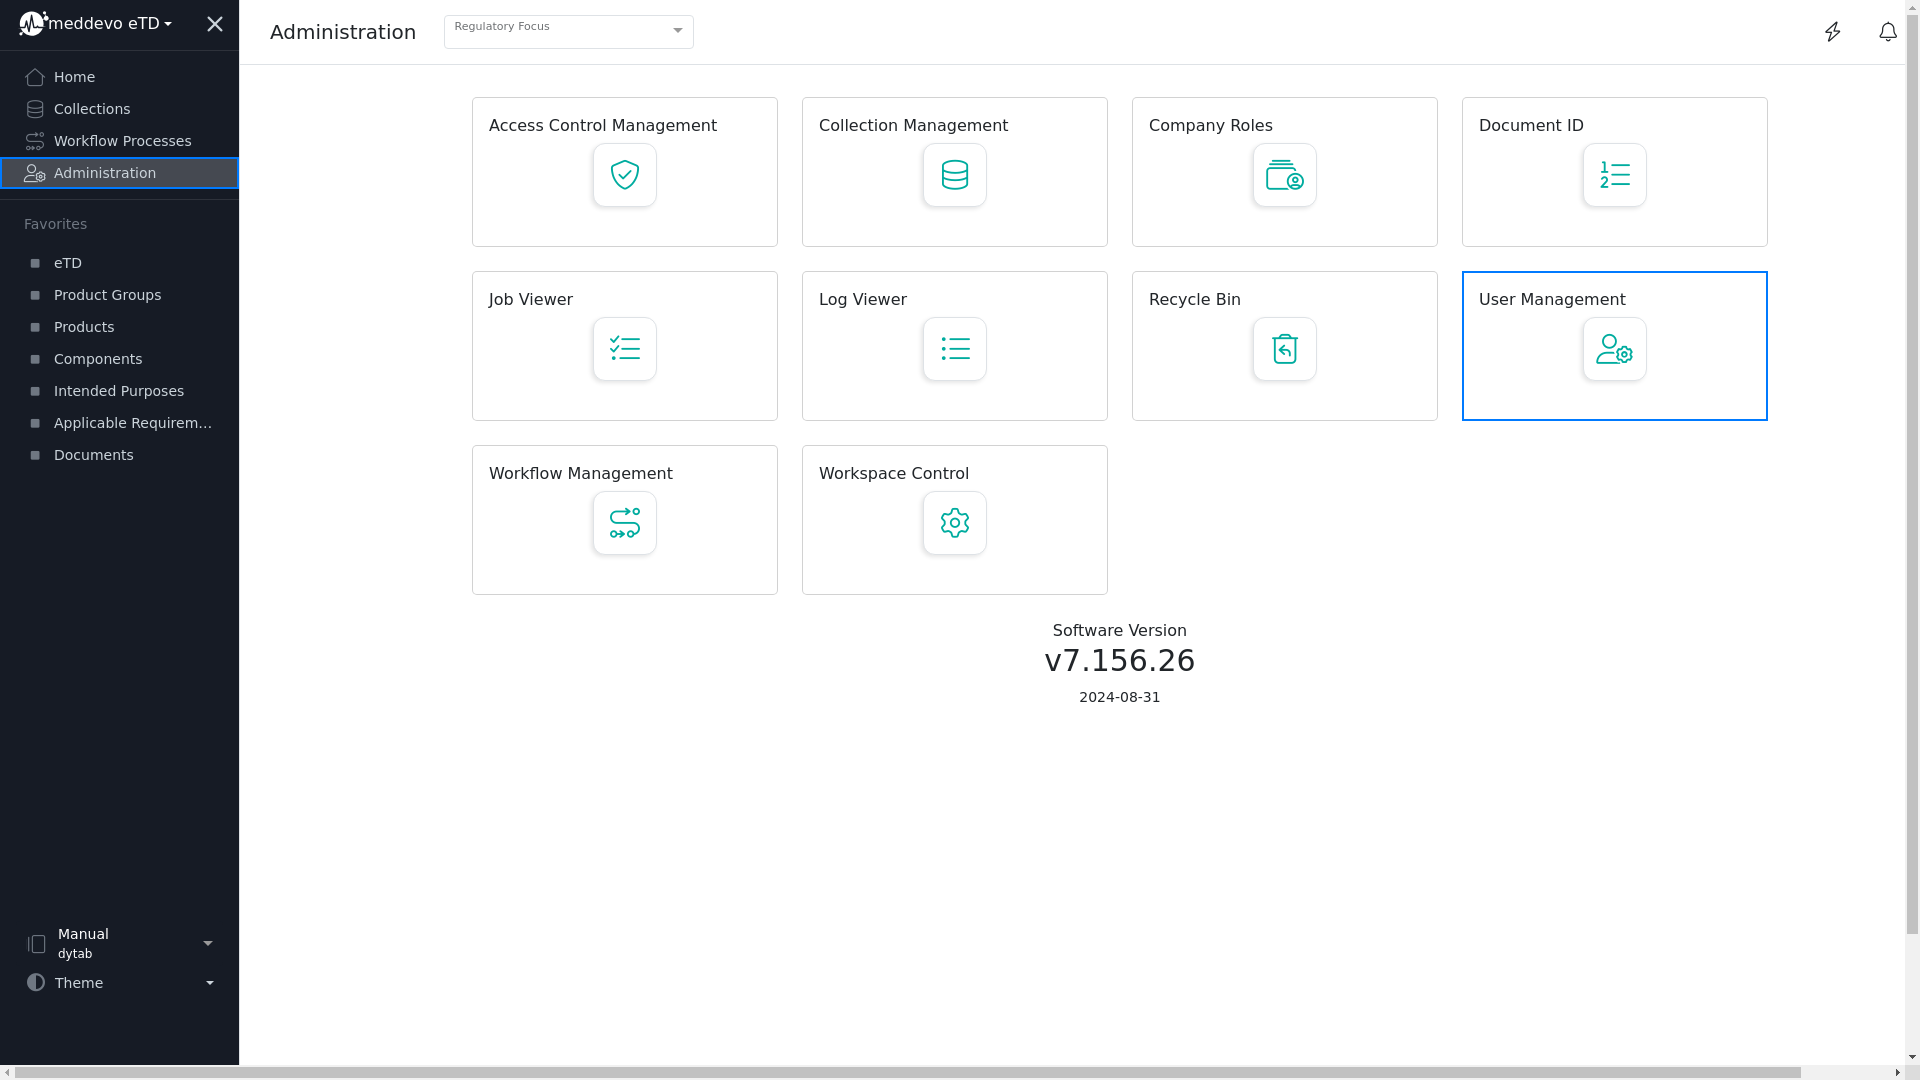 meddevo eTD
Administration
Regulatory Focus
Home
Collections
Workflow Processes
Administration
Favorites
eTD
Product Groups
Products
Components
Intended Purposes
Applicable Requirem...
Documents
Manual
dytab
Theme
Access Control Management
Collection Management
Company Roles
Document ID
1
2
Job Viewer
Log Viewer
Recycle Bin
User Management
Workflow Management
Workspace Control
Software Version
v7.156.26
2024-08-31